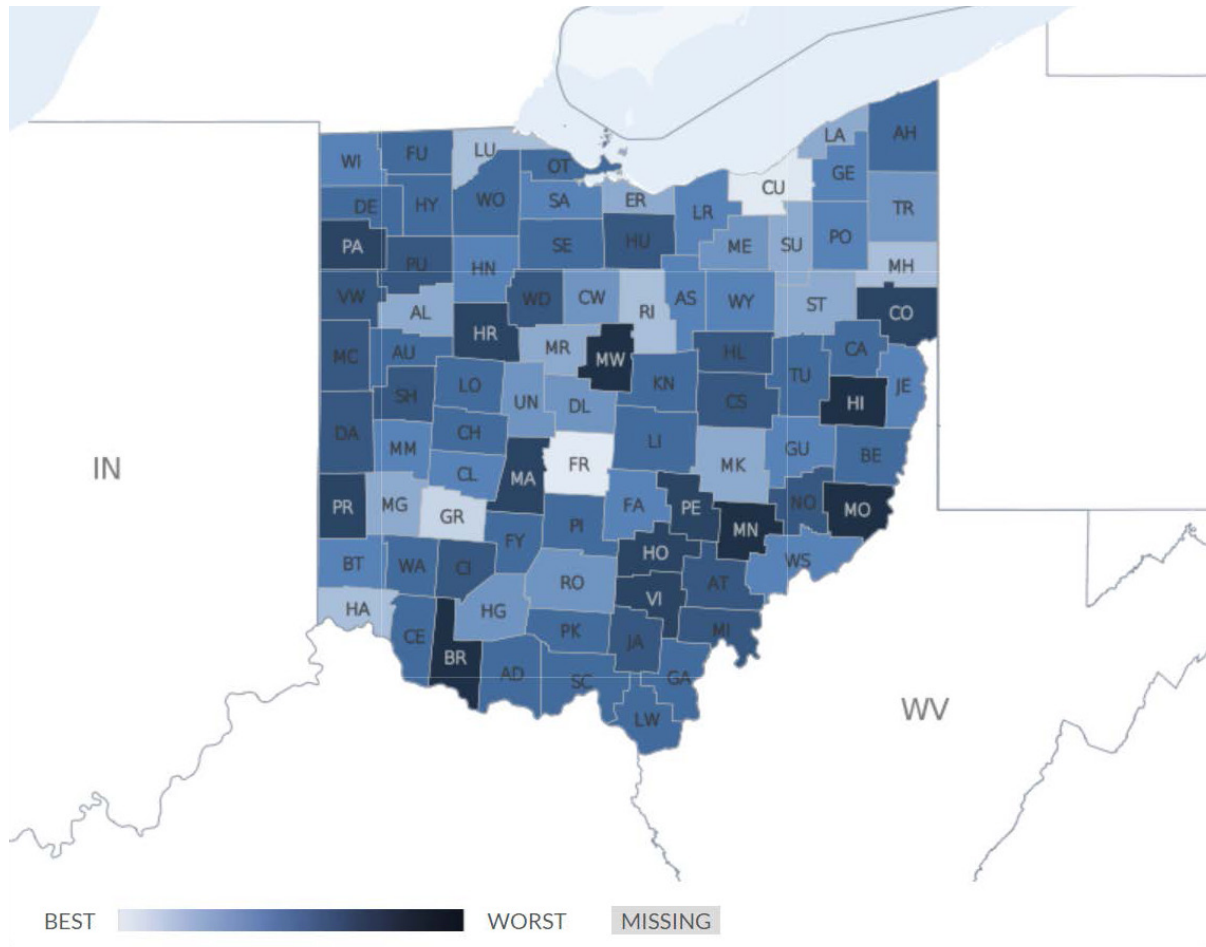 LA AH
WI FU LU OT CU GE
DE HY WO SA ER LR TR
PA PU HN SE HU ME SU PO MH
VW AL WD CW RI AS WY ST CO
MC AU HR MR MW HL TU CA
SH LO UN DL KN CS HI JE
DA MM CH FR LI MK GU BE
IN CL MA
PR MG GR FY PI FA PE MN NO MO
BT WA CI RO HO AT WS
HA HG VI
CE BR AD PK JA MI
SC GA
LW WV
BEST WORST MISSING